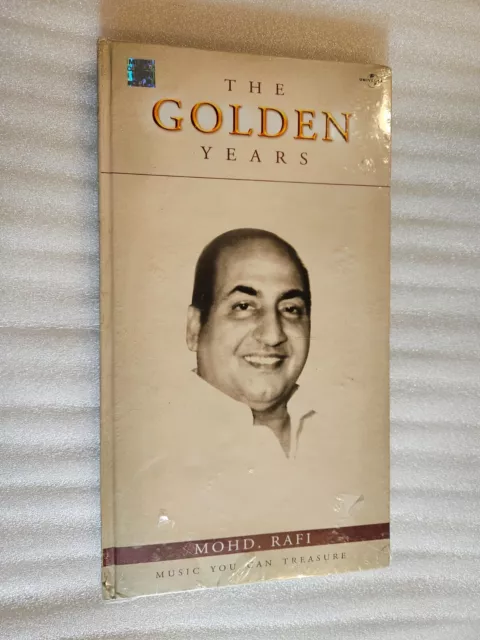 THE
GOLDEN
YEARS
MOHD. RAFI
MUSIC YOU CAN TREASURE